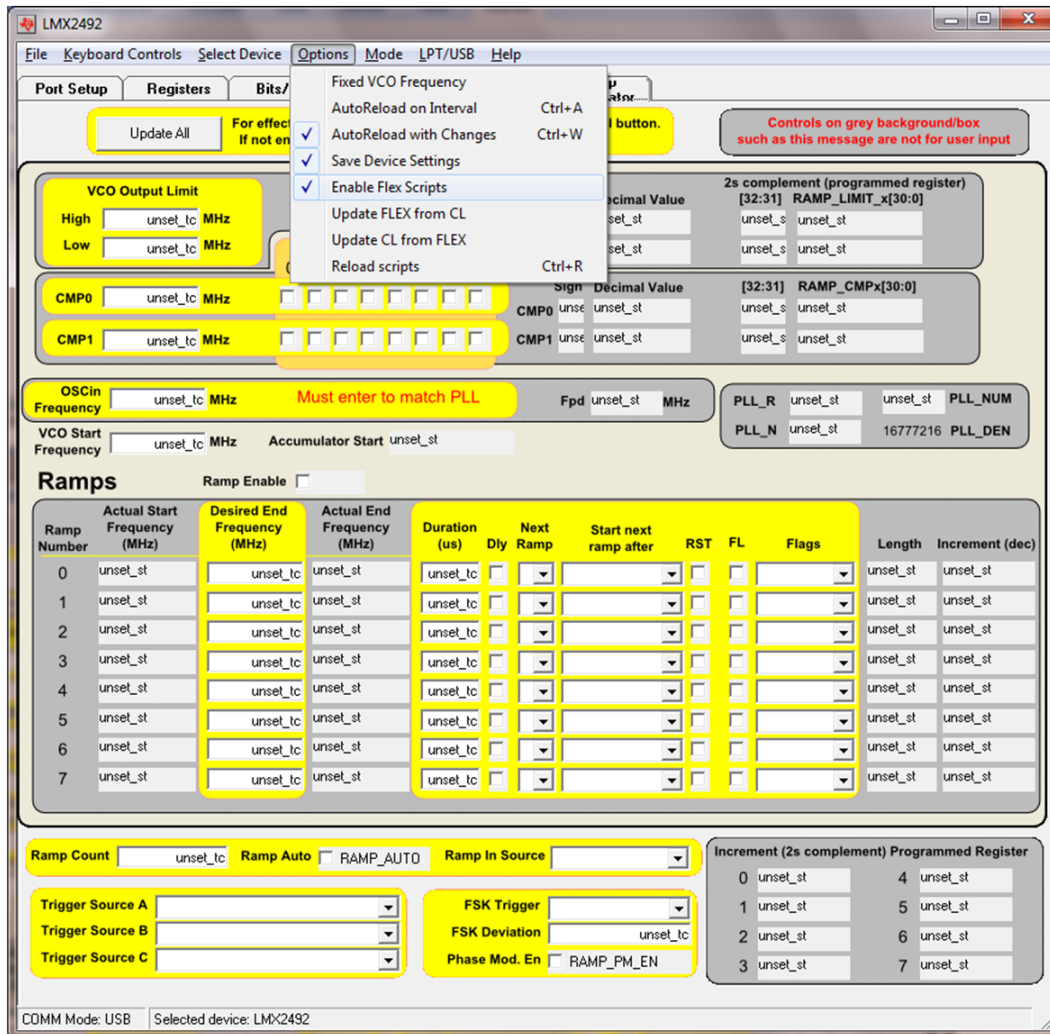 LMX2492
File Keyboard Controls Select Device Options Mode LPT/USB Help
Port Setup Registers Bits/
Fixed VCO Frequency
AutoReload on Interval Ctrl+A
AutoReload with Changes Ctrl+W
Save Device Settings
Enable Flex Scripts
Update FLEX from CL
Update CL from FLEX
Reload scripts Ctrl+R
Update All
For effect
If not en
button.
Controls on grey background/box
such as this message are not for user input
VCO Output Limit
High unset_tc MHz
Low unset_tc MHz
Decimal Value
2s complement (programmed register)
[32:31] RAMP_LIMIT_x[30:0]
set_st unset_s unset_st
set_st unset_s unset_st
CMP0 unset_tc MHz
CMP1 unset_tc MHz
Sign Decimal Value [32:31] RAMP_CMPx[30:0]
CMP0 unse unset_st unset_s unset_st
CMP1 unse unset_st unset_s unset_st
OSCin
Frequency unset_tc MHz Must enter to match PLL Fpd unset_st MHz
PLL_R unset_st unset_st PLL_NUM
PLL_N unset_st 16777216 PLL_DEN
VCO Start
Frequency unset_tc MHz Accumulator Start unset_st
Ramps Ramp Enable
Ramp
Number
Actual Start
Frequency
(MHz)
Desired End
Frequency
(MHz)
Actual End
Frequency
(MHz)
Duration
(us)
Dly
Next
Ramp
Start next
ramp after
RST FL Flags Length Increment (dec)
0 unset_st unset_tc unset_st unset_tc unset_st unset_st
1 unset_st unset_tc unset_st unset_tc unset_st unset_st
2 unset_st unset_tc unset_st unset_tc unset_st unset_st
3 unset_st unset_tc unset_st unset_tc unset_st unset_st
4 unset_st unset_tc unset_st unset_tc unset_st unset_st
5 unset_st unset_tc unset_st unset_tc unset_st unset_st
6 unset_st unset_tc unset_st unset_tc unset_st unset_st
7 unset_st unset_tc unset_st unset_tc unset_st unset_st
Ramp Count unset_tc Ramp Auto RAMP_AUTO Ramp In Source
Trigger Source A
Trigger Source B
Trigger Source C
FSK Trigger
FSK Deviation unset_tc
Phase Mod. En RAMP_PM_EN
Increment (2s complement) Programmed Register
0 unset_st 4 unset_st
1 unset_st 5 unset_st
2 unset_st 6 unset_st
3 unset_st 7 unset_st
COMM Mode: USB Selected device: LMX2492